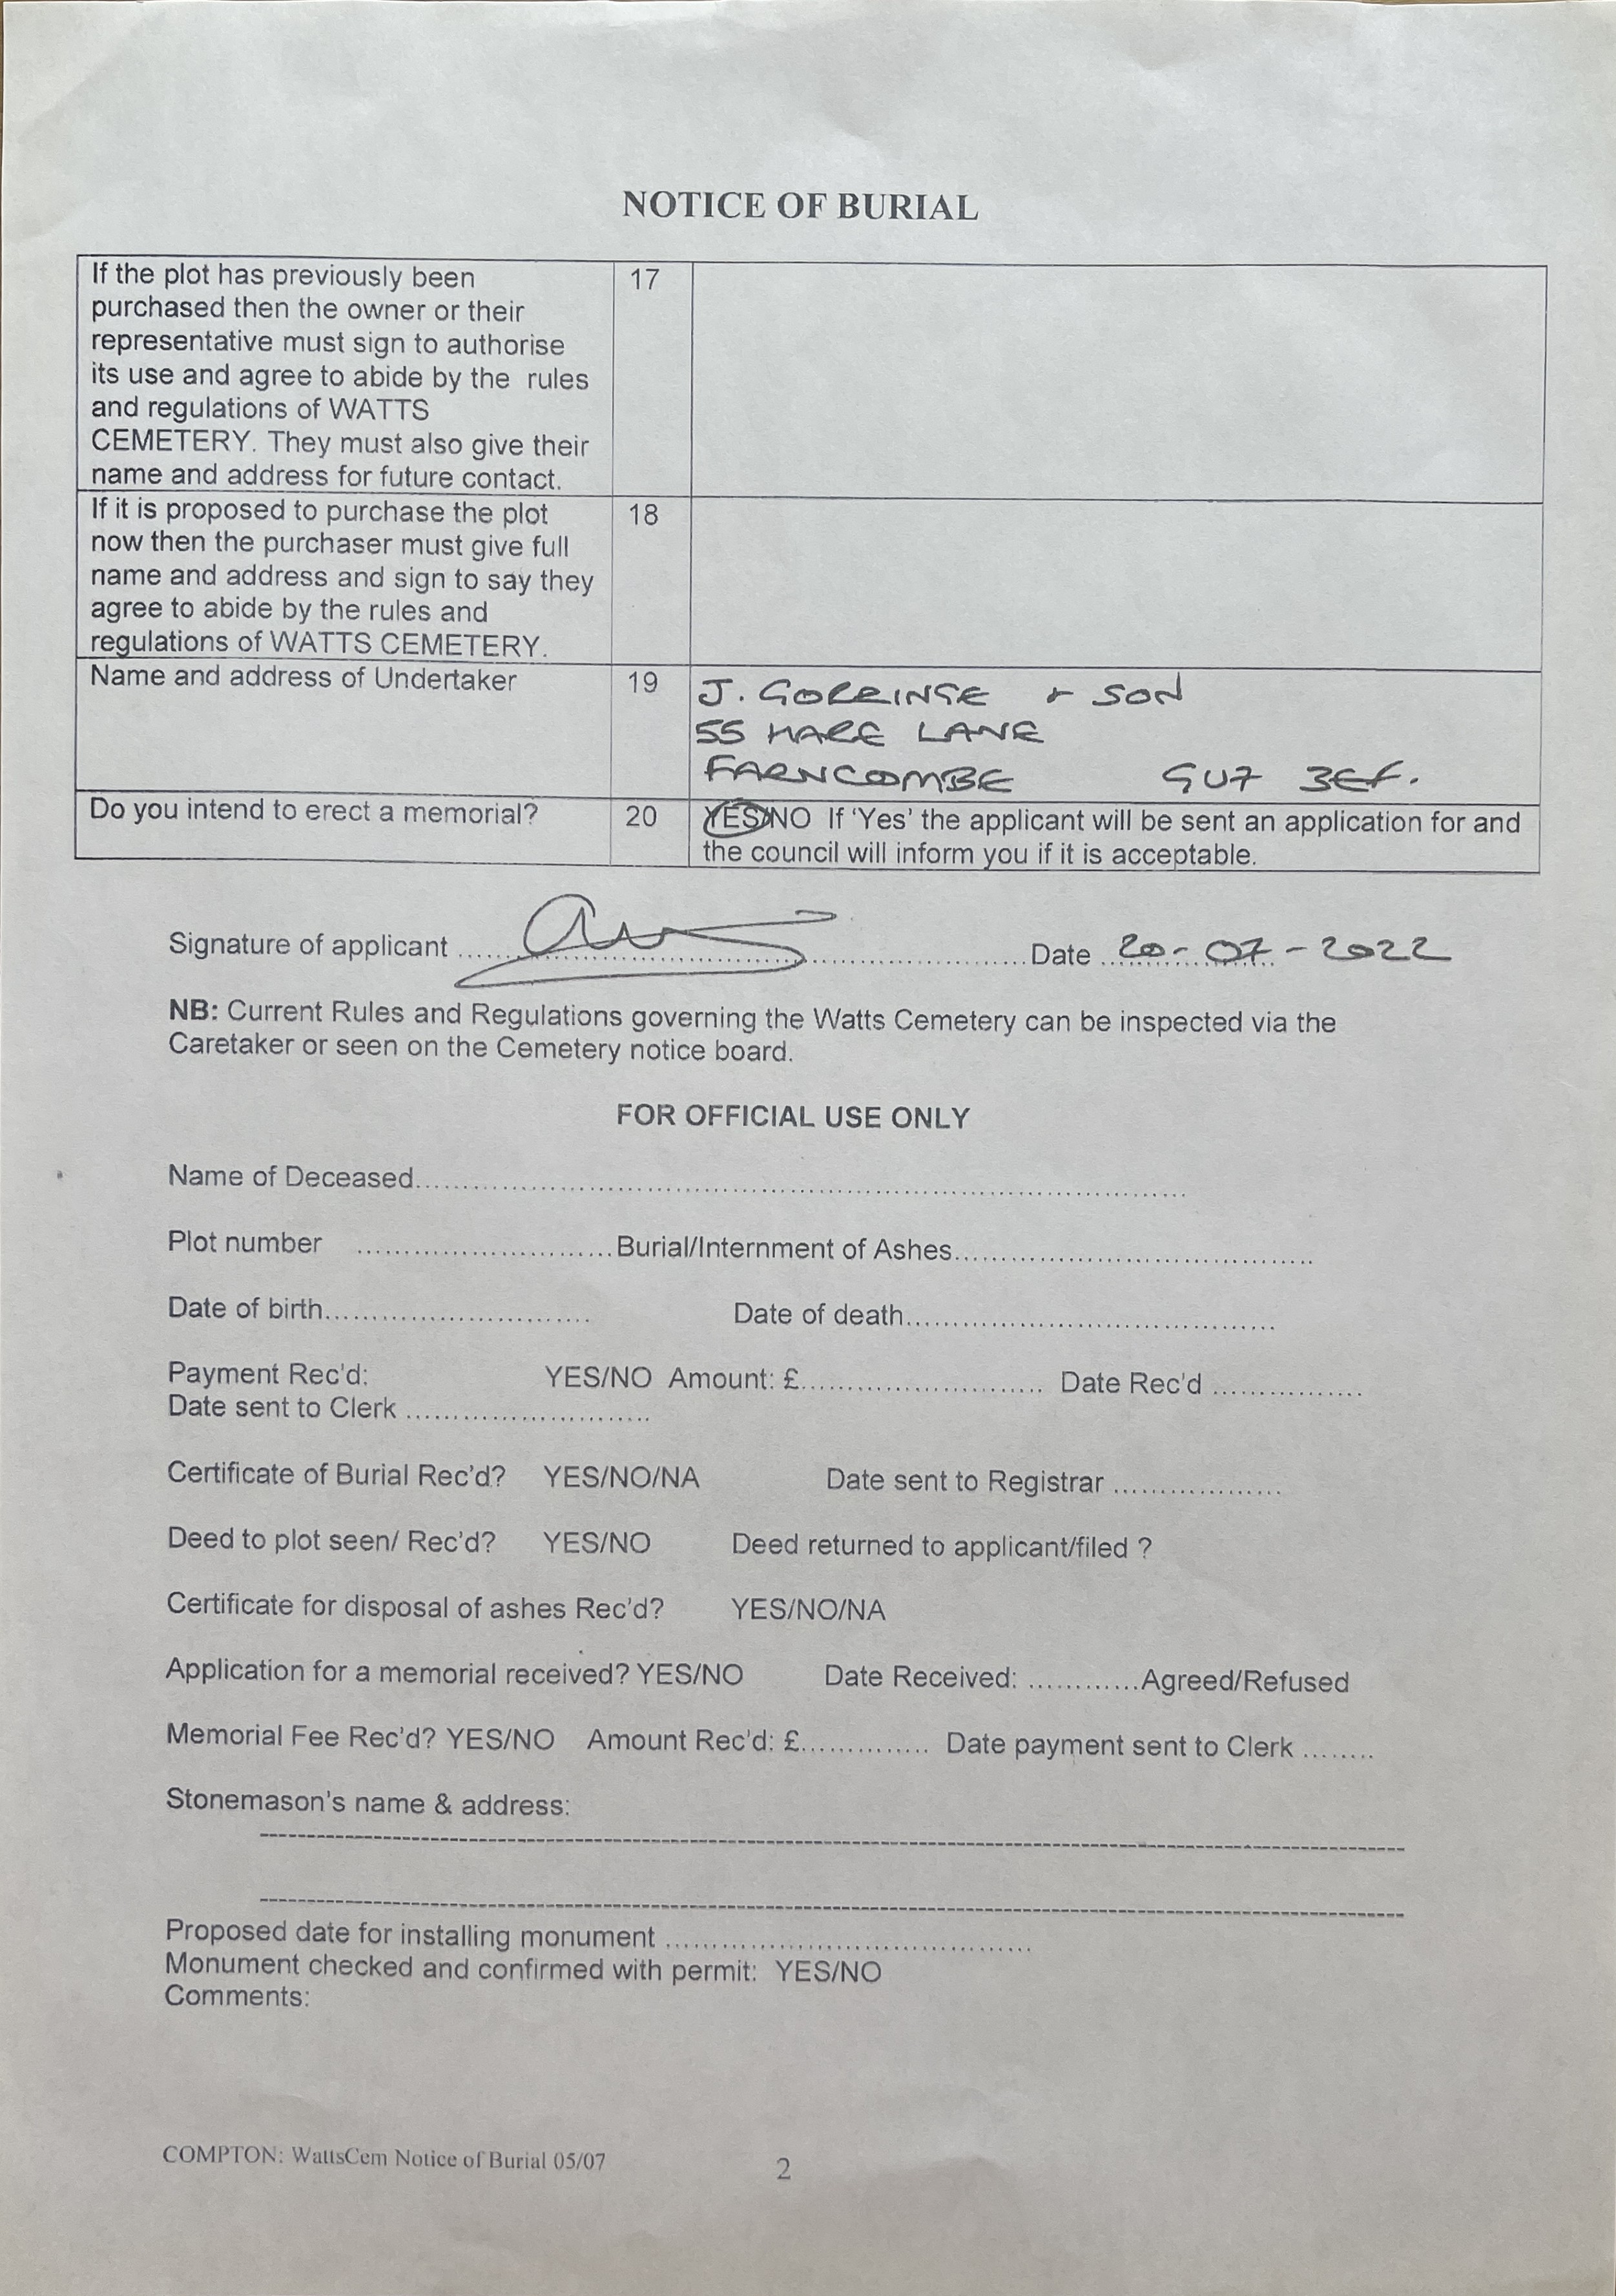 NOTICE OF BURIAL
If the plot has previously been
purchased then the owner or their
representative must sign to authorise
its use and agree to abide by the rules
and regulations of WATTS
CEMETERY. They must also give their
name and address for future contact.
17
If it is proposed to purchase the plot
now then the purchaser must give full
name and address and sign to say they
agree to abide by the rules and
regulations of WATTS CEMETERY.
18
Name and address of Undertaker
19
J. GORRINGE + SON
55 HARE LANE
FARNCOMBE GU7 3EF.
Do you intend to erect a memorial?
20
YES/NO If 'Yes' the applicant will be sent an application for and
the council will inform you if it is acceptable.
Signature of applicant ........ Date 20-07-2022
NB: Current Rules and Regulations governing the Watts Cemetery can be inspected via the
Caretaker or seen on the Cemetery notice board.
FOR OFFICIAL USE ONLY
Name of Deceased........
Plot number ........Burial/Internment of Ashes........
Date of birth........ Date of death........
Payment Rec'd: YES/NO Amount: £........ Date Rec'd ........
Date sent to Clerk ........
Certificate of Burial Rec'd? YES/NO/NA Date sent to Registrar ........
Deed to plot seen/ Rec'd? YES/NO Deed returned to applicant/filed ?
Certificate for disposal of ashes Rec'd? YES/NO/NA
Application for a memorial received? YES/NO Date Received: ........Agreed/Refused
Memorial Fee Rec'd? YES/NO Amount Rec'd: £........ Date payment sent to Clerk ........
Stonemason's name & address:
Proposed date for installing monument ........
Monument checked and confirmed with permit: YES/NO
Comments:
COMPTON: WattsCem Notice of Burial 05/07
2